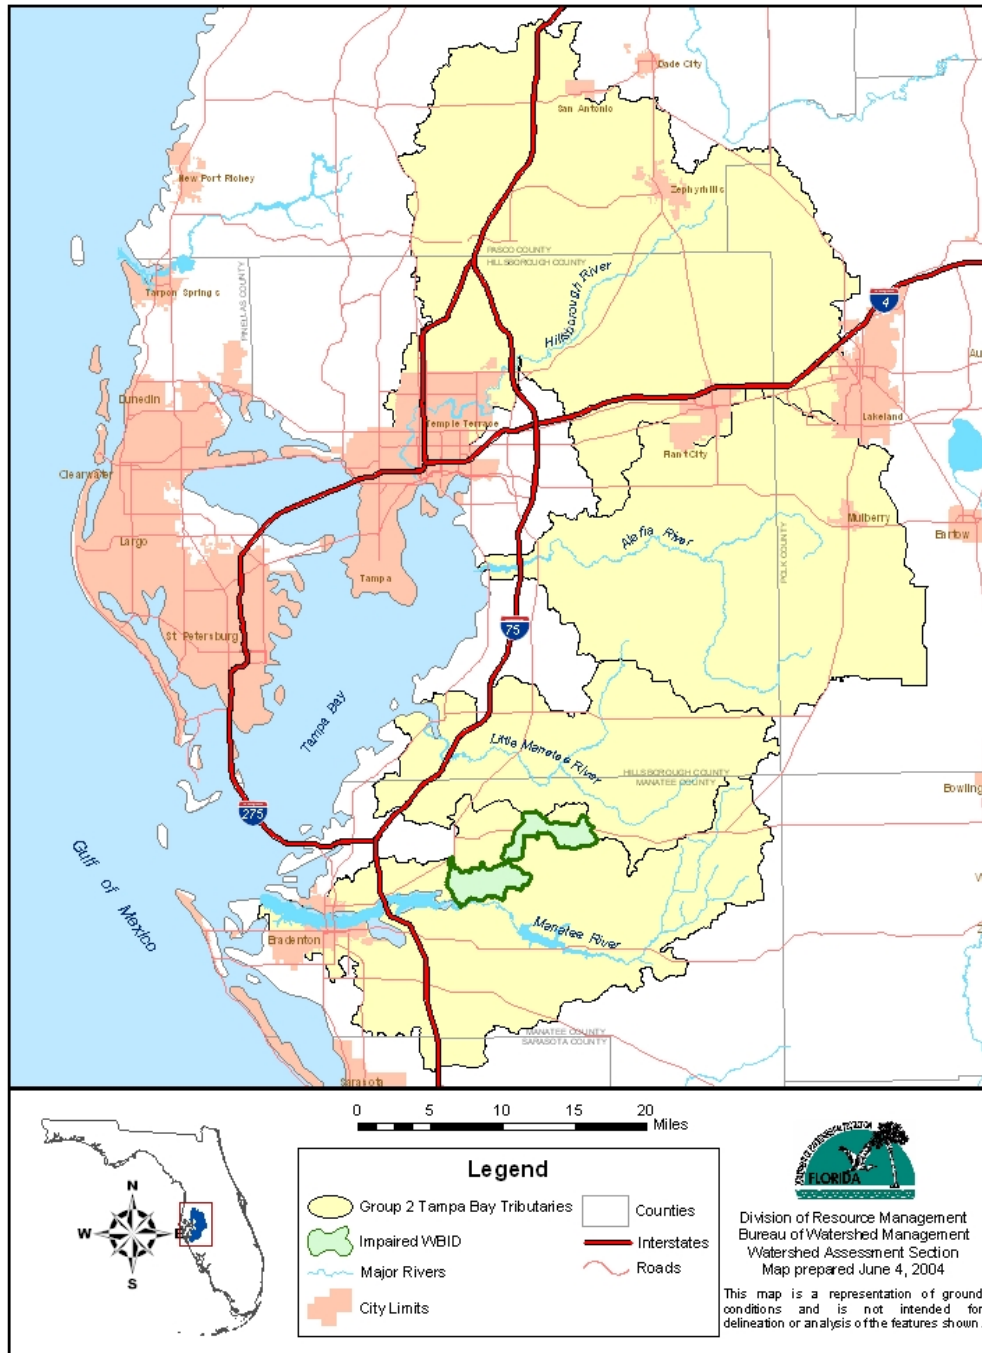 Dade City
San Antonio
New Port Richey
Zephyrhills
PASCO COUNTY
HILLSBOROUGH COUNTY
Hillsborough River
Tarpon Springs
PINELLAS COUNTY
4
Dunedin
Temple Terrace
Lakeland
Plant City
Clearwater
Mulberry
Largo
Alafia River
POLK COUNTY
Bartow
Tampa
St Petersburg
75
Tampa Bay
Little Manatee River
HILLSBOROUGH COUNTY
MANATEE COUNTY
Bowling
275
Gulf of Mexico
Manatee River
Bradenton
MANATEE COUNTY
SARASOTA COUNTY
Sarasota
0 5 10 15 20
Miles
N
W E
S
Legend
Group 2 Tampa Bay Tributaries
Impaired WBID
Major Rivers
City Limits
Counties
Interstates
Roads
FLORIDA
Division of Resource Management
Bureau of Watershed Management
Watershed Assessment Section
Map prepared June 4, 2004
This map is a representation of ground
conditions and is not intended for
delineation or analysis of the features shown.